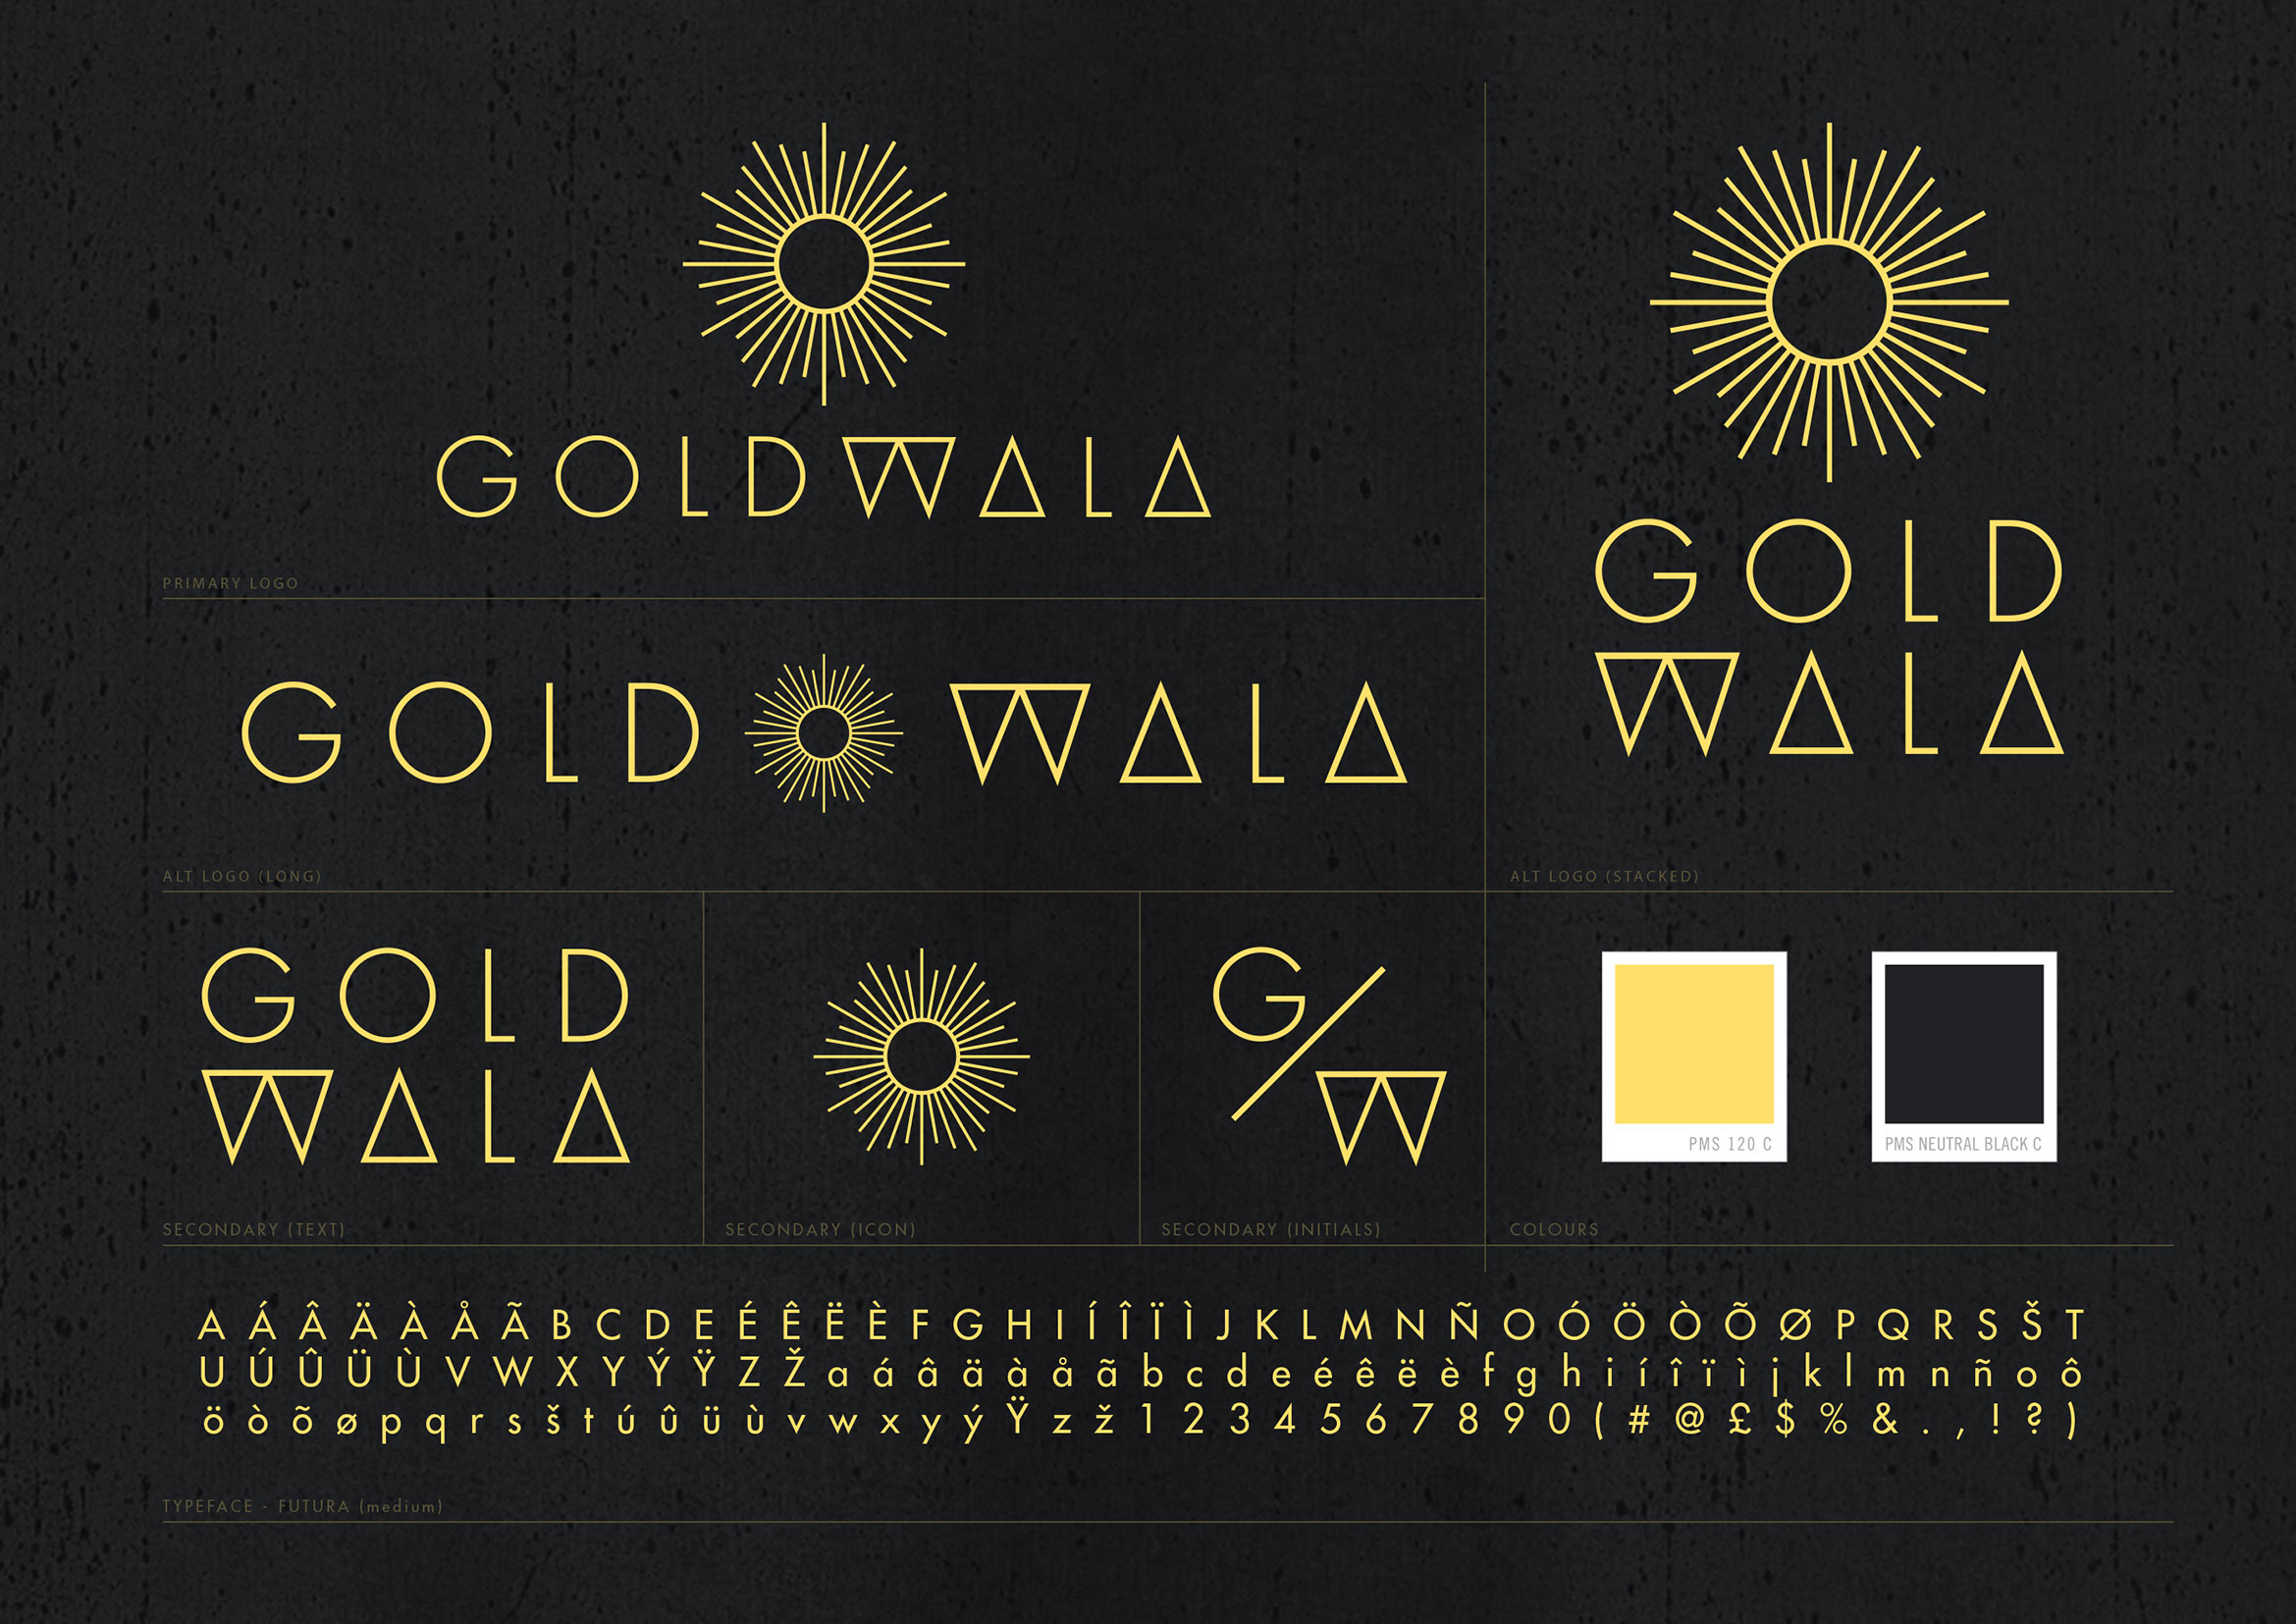 GOLDWALA
PRIMARY LOGO
GOLD WALA
ALT LOGO (LONG)
GOLD
WALA
ALT LOGO (STACKED)
GOLD
WALA
SECONDARY (TEXT)
SECONDARY (ICON)
G/W
SECONDARY (INITIALS)
PMS 120 C
PMS NEUTRAL BLACK C
COLOURS
A Á Â Ä À Å Ã B C D E É Ê Ë È F G H I Í Î Ï Ì J K L M N Ñ O Ó Ö Ò Õ Ø P Q R S Š T
U Ú Û Ü Ù V W X Y Ý Ÿ Z Ž a á â ä à å ã b c d e é ê ë è f g h i í î ï ì j k l m n ñ o ô
ö ò õ ø p q r s š t ú û ü ù v w x y ý Ÿ z ž 1 2 3 4 5 6 7 8 9 0 ( # @ £ $ % & . , ! ? )
TYPEFACE - FUTURA (medium)